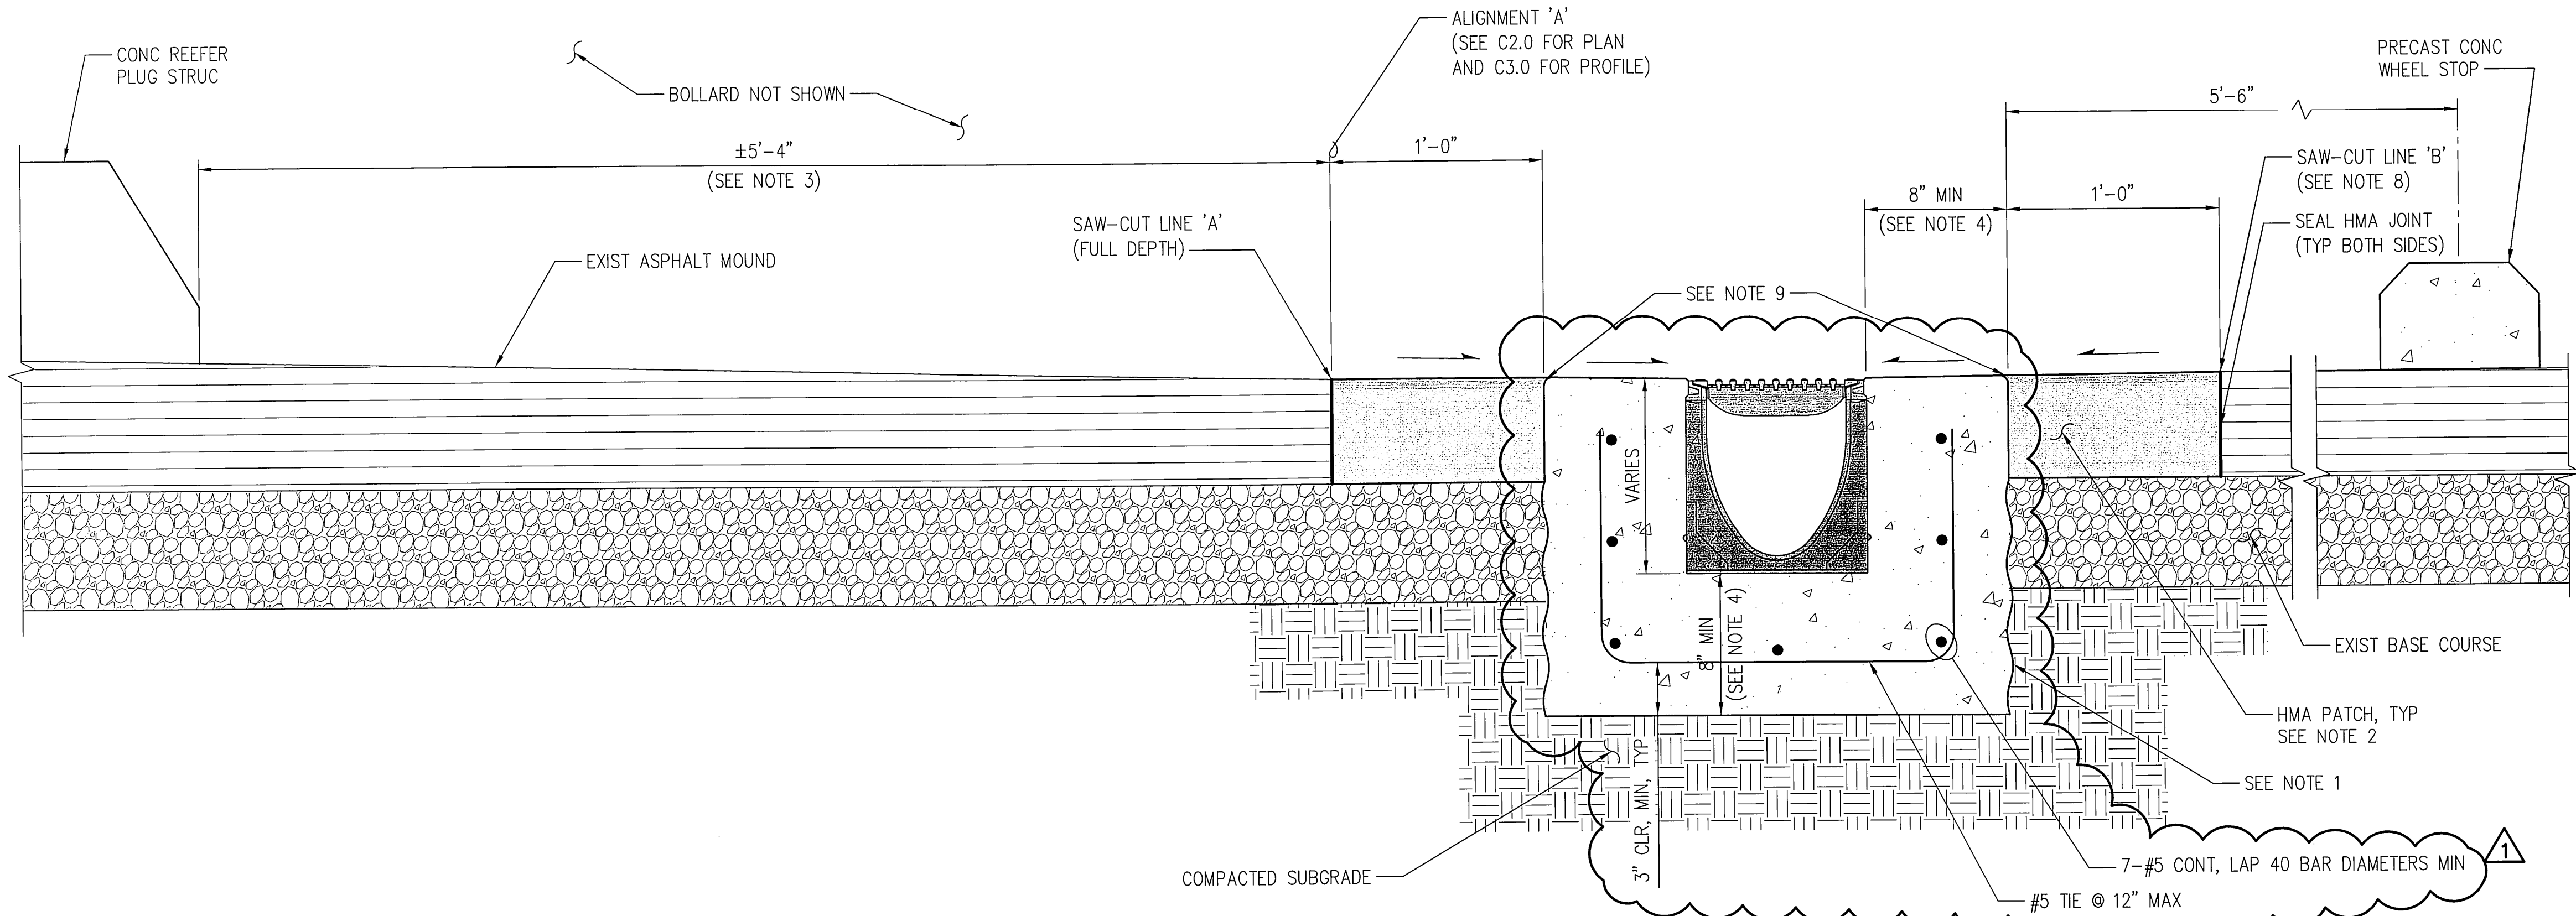 CONC REEFER
PLUG STRUC
BOLLARD NOT SHOWN
ALIGNMENT 'A'
(SEE C2.0 FOR PLAN
AND C3.0 FOR PROFILE)
PRECAST CONC
WHEEL STOP
5'-6"
±5'-4"
(SEE NOTE 3)
1'-0"
SAW-CUT LINE 'B'
(SEE NOTE 8)
8" MIN
(SEE NOTE 4)
1'-0"
SAW-CUT LINE 'A'
(FULL DEPTH)
SEAL HMA JOINT
(TYP BOTH SIDES)
EXIST ASPHALT MOUND
SEE NOTE 9
VARIES
8" MIN
(SEE NOTE 4)
EXIST BASE COURSE
HMA PATCH, TYP
SEE NOTE 2
SEE NOTE 1
3" CLR, MIN, TYP
COMPACTED SUBGRADE
7-#5 CONT, LAP 40 BAR DIAMETERS MIN
1
#5 TIE @ 12" MAX